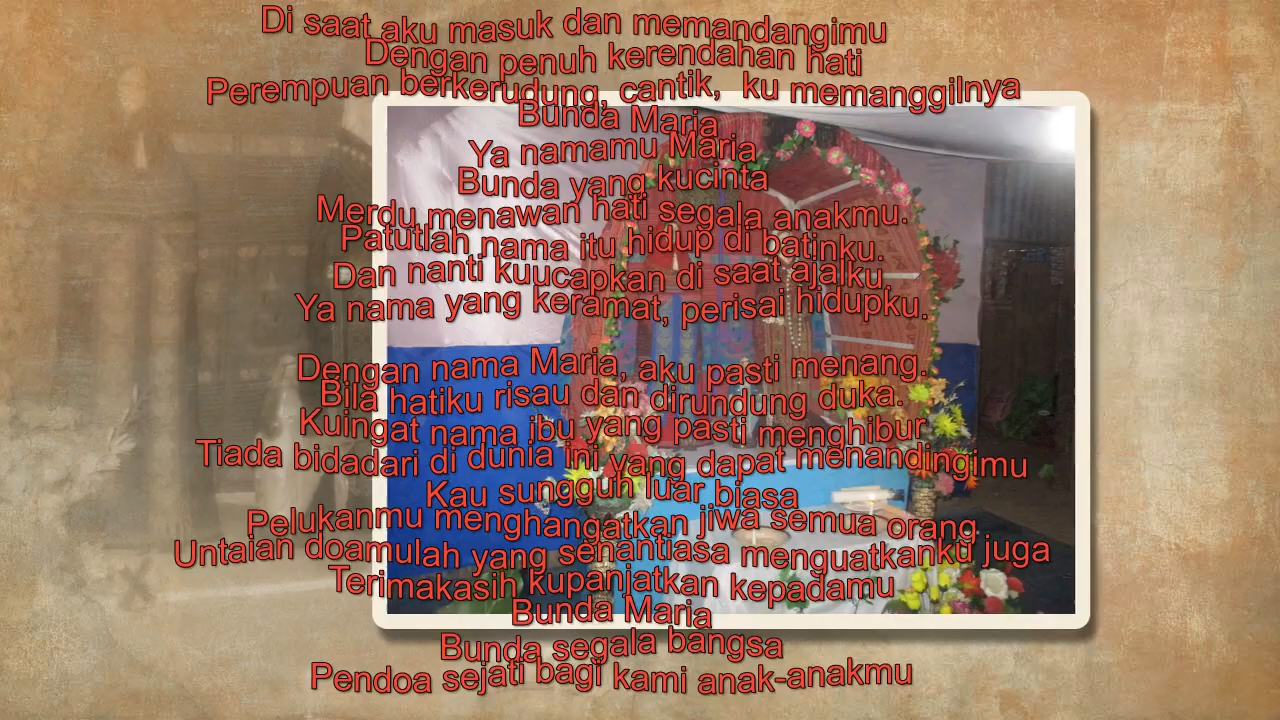 Di saat aku masuk dan memandangimu
Dengan penuh kerendahan hati
Perempuan berkerudung, cantik, ku memanggilnya
Bunda Maria
Ya namamu Maria
Bunda yang kucinta
Merdu menawan hati segala anakmu.
Patutlah nama itu hidup di batinku.
Dan nanti kuucapkan di saat ajalku,
Ya nama yang keramat, perisai hidupku.
Dengan nama Maria, aku pasti menang.
Bila hatiku risau dan dirundung duka.
Kuingat nama ibu yang pasti menghibur
Tiada bidadari di dunia ini yang dapat menandingimu
Kau sungguh luar biasa
Pelukanmu menghangatkan jiwa semua orang
Untaian doamulah yang senantiasa menguatkanku juga
Terimakasih kupanjatkan kepadamu
Bunda Maria
Bunda segala bangsa
Pendoa sejati bagi kami anak-anakmu